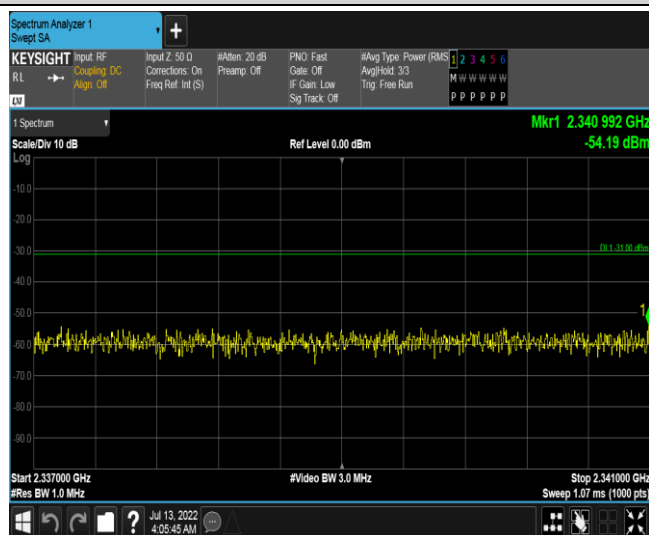 Spectrum Analyzer 1
Swept SA
+
KEYSIGHT
RL
LXI
Input: RF
Coupling: DC
Align: Off
Input Z: 50 Ω
Corrections: On
Freq Ref: Int (S)
#Atten: 20 dB
Preamp: Off
PNO: Fast
Gate: Off
IF Gain: Low
Sig Track: Off
#Avg Type: Power (RMS
Avg|Hold: 3/3
Trig: Free Run
1 2 3 4 5 6
M W W W W W
P P P P P P
1 Spectrum
Mkr1 2.340 992 GHz
Scale/Div 10 dB
Ref Level 0.00 dBm
-54.19 dBm
Log
-10.0
-20.0
DL1 -31.00 dBm
-30.0
-40.0
1
-50.0
-60.0
-70.0
-80.0
-90.0
Start 2.337000 GHz
#Video BW 3.0 MHz
Stop 2.341000 GHz
#Res BW 1.0 MHz
Sweep 1.07 ms (1000 pts)
?
Jul 13, 2022
4:05:45 AM